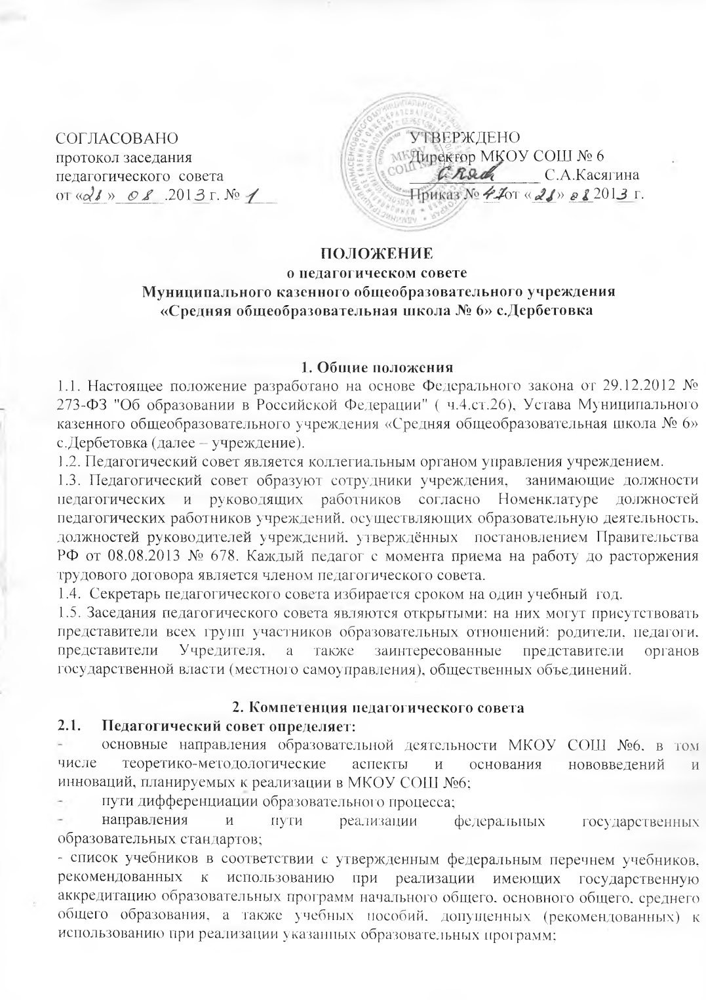 СОГЛАСОВАНО
протокол заседания
педагогического совета
от «21» 08 .2013 г. № 1
УТВЕРЖДЕНО
Директор МКОУ СОШ № 6
С.А.Касягина
Приказ № 47 от «21» 08 2013 г.
МКОУ
СОШ №6
ПОЛОЖЕНИЕ
о педагогическом совете
Муниципального казенного общеобразовательного учреждения
«Средняя общеобразовательная школа № 6» с.Дербетовка
1. Общие положения
1.1. Настоящее положение разработано на основе Федерального закона от 29.12.2012 №
273-ФЗ "Об образовании в Российской Федерации" ( ч.4.ст.26), Устава Муниципального
казенного общеобразовательного учреждения «Средняя общеобразовательная школа № 6»
с.Дербетовка (далее – учреждение).
1.2. Педагогический совет является коллегиальным органом управления учреждением.
1.3. Педагогический совет образуют сотрудники учреждения, занимающие должности
педагогических и руководящих работников согласно Номенклатуре должностей
педагогических работников учреждений, осуществляющих образовательную деятельность,
должностей руководителей учреждений, утверждённых постановлением Правительства
РФ от 08.08.2013 № 678. Каждый педагог с момента приема на работу до расторжения
трудового договора является членом педагогического совета.
1.4. Секретарь педагогического совета избирается сроком на один учебный год.
1.5. Заседания педагогического совета являются открытыми: на них могут присутствовать
представители всех групп участников образовательных отношений: родители, педагоги,
представители Учредителя, а также заинтересованные представители органов
государственной власти (местного самоуправления), общественных объединений.
2. Компетенция педагогического совета
2.1. Педагогический совет определяет:
- основные направления образовательной деятельности МКОУ СОШ №6, в том
числе теоретико-методологические аспекты и основания нововведений и
инноваций, планируемых к реализации в МКОУ СОШ №6;
- пути дифференциации образовательного процесса;
- направления и пути реализации федеральных государственных
образовательных стандартов;
- список учебников в соответствии с утвержденным федеральным перечнем учебников,
рекомендованных к использованию при реализации имеющих государственную
аккредитацию образовательных программ начального общего, основного общего, среднего
общего образования, а также учебных пособий, допущенных (рекомендованных) к
использованию при реализации указанных образовательных программ;